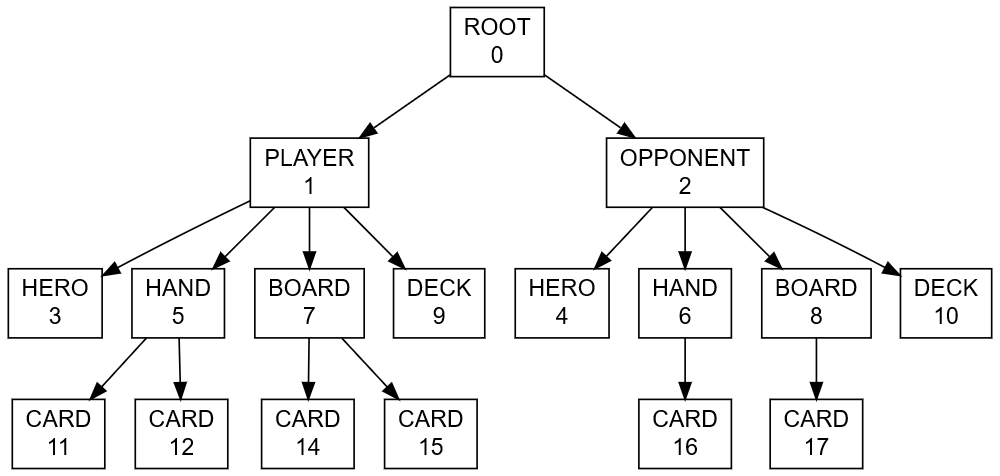 ROOT
0
PLAYER
1
OPPONENT
2
HERO
3
HAND
5
BOARD
7
DECK
9
HERO
4
HAND
6
BOARD
8
DECK
10
CARD
11
CARD
12
CARD
14
CARD
15
CARD
16
CARD
17